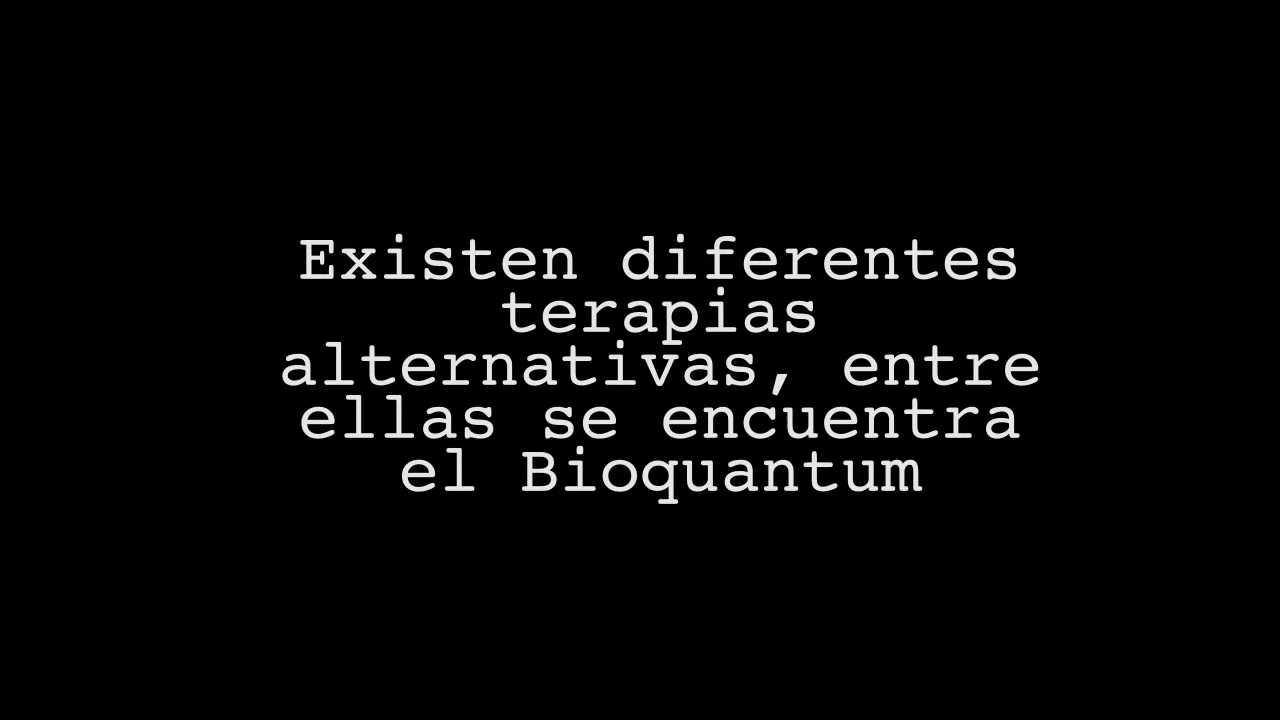 Existen diferentes
terapias
alternativas, entre
ellas se encuentra
el Bioquantum